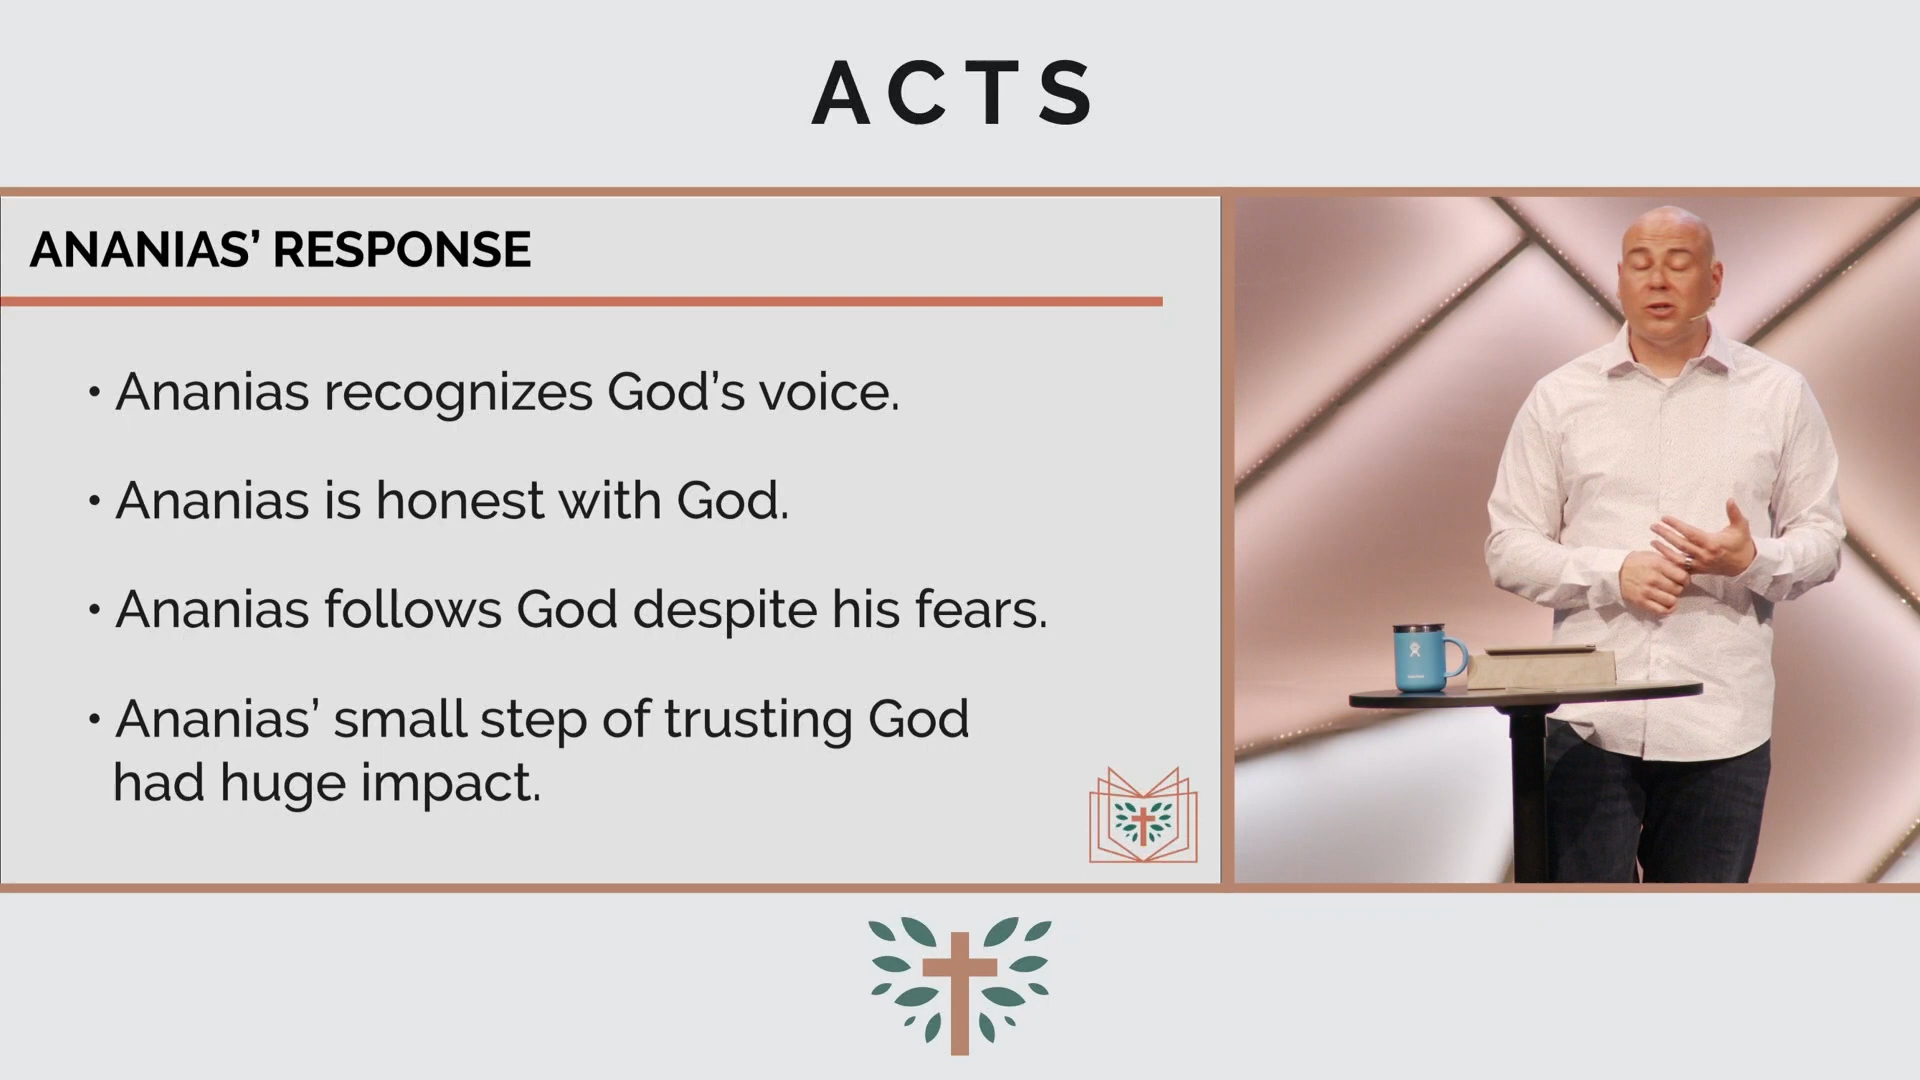 ACTS
ANANIAS’ RESPONSE
• Ananias recognizes God’s voice.
• Ananias is honest with God.
• Ananias follows God despite his fears.
• Ananias’ small step of trusting God
had huge impact.